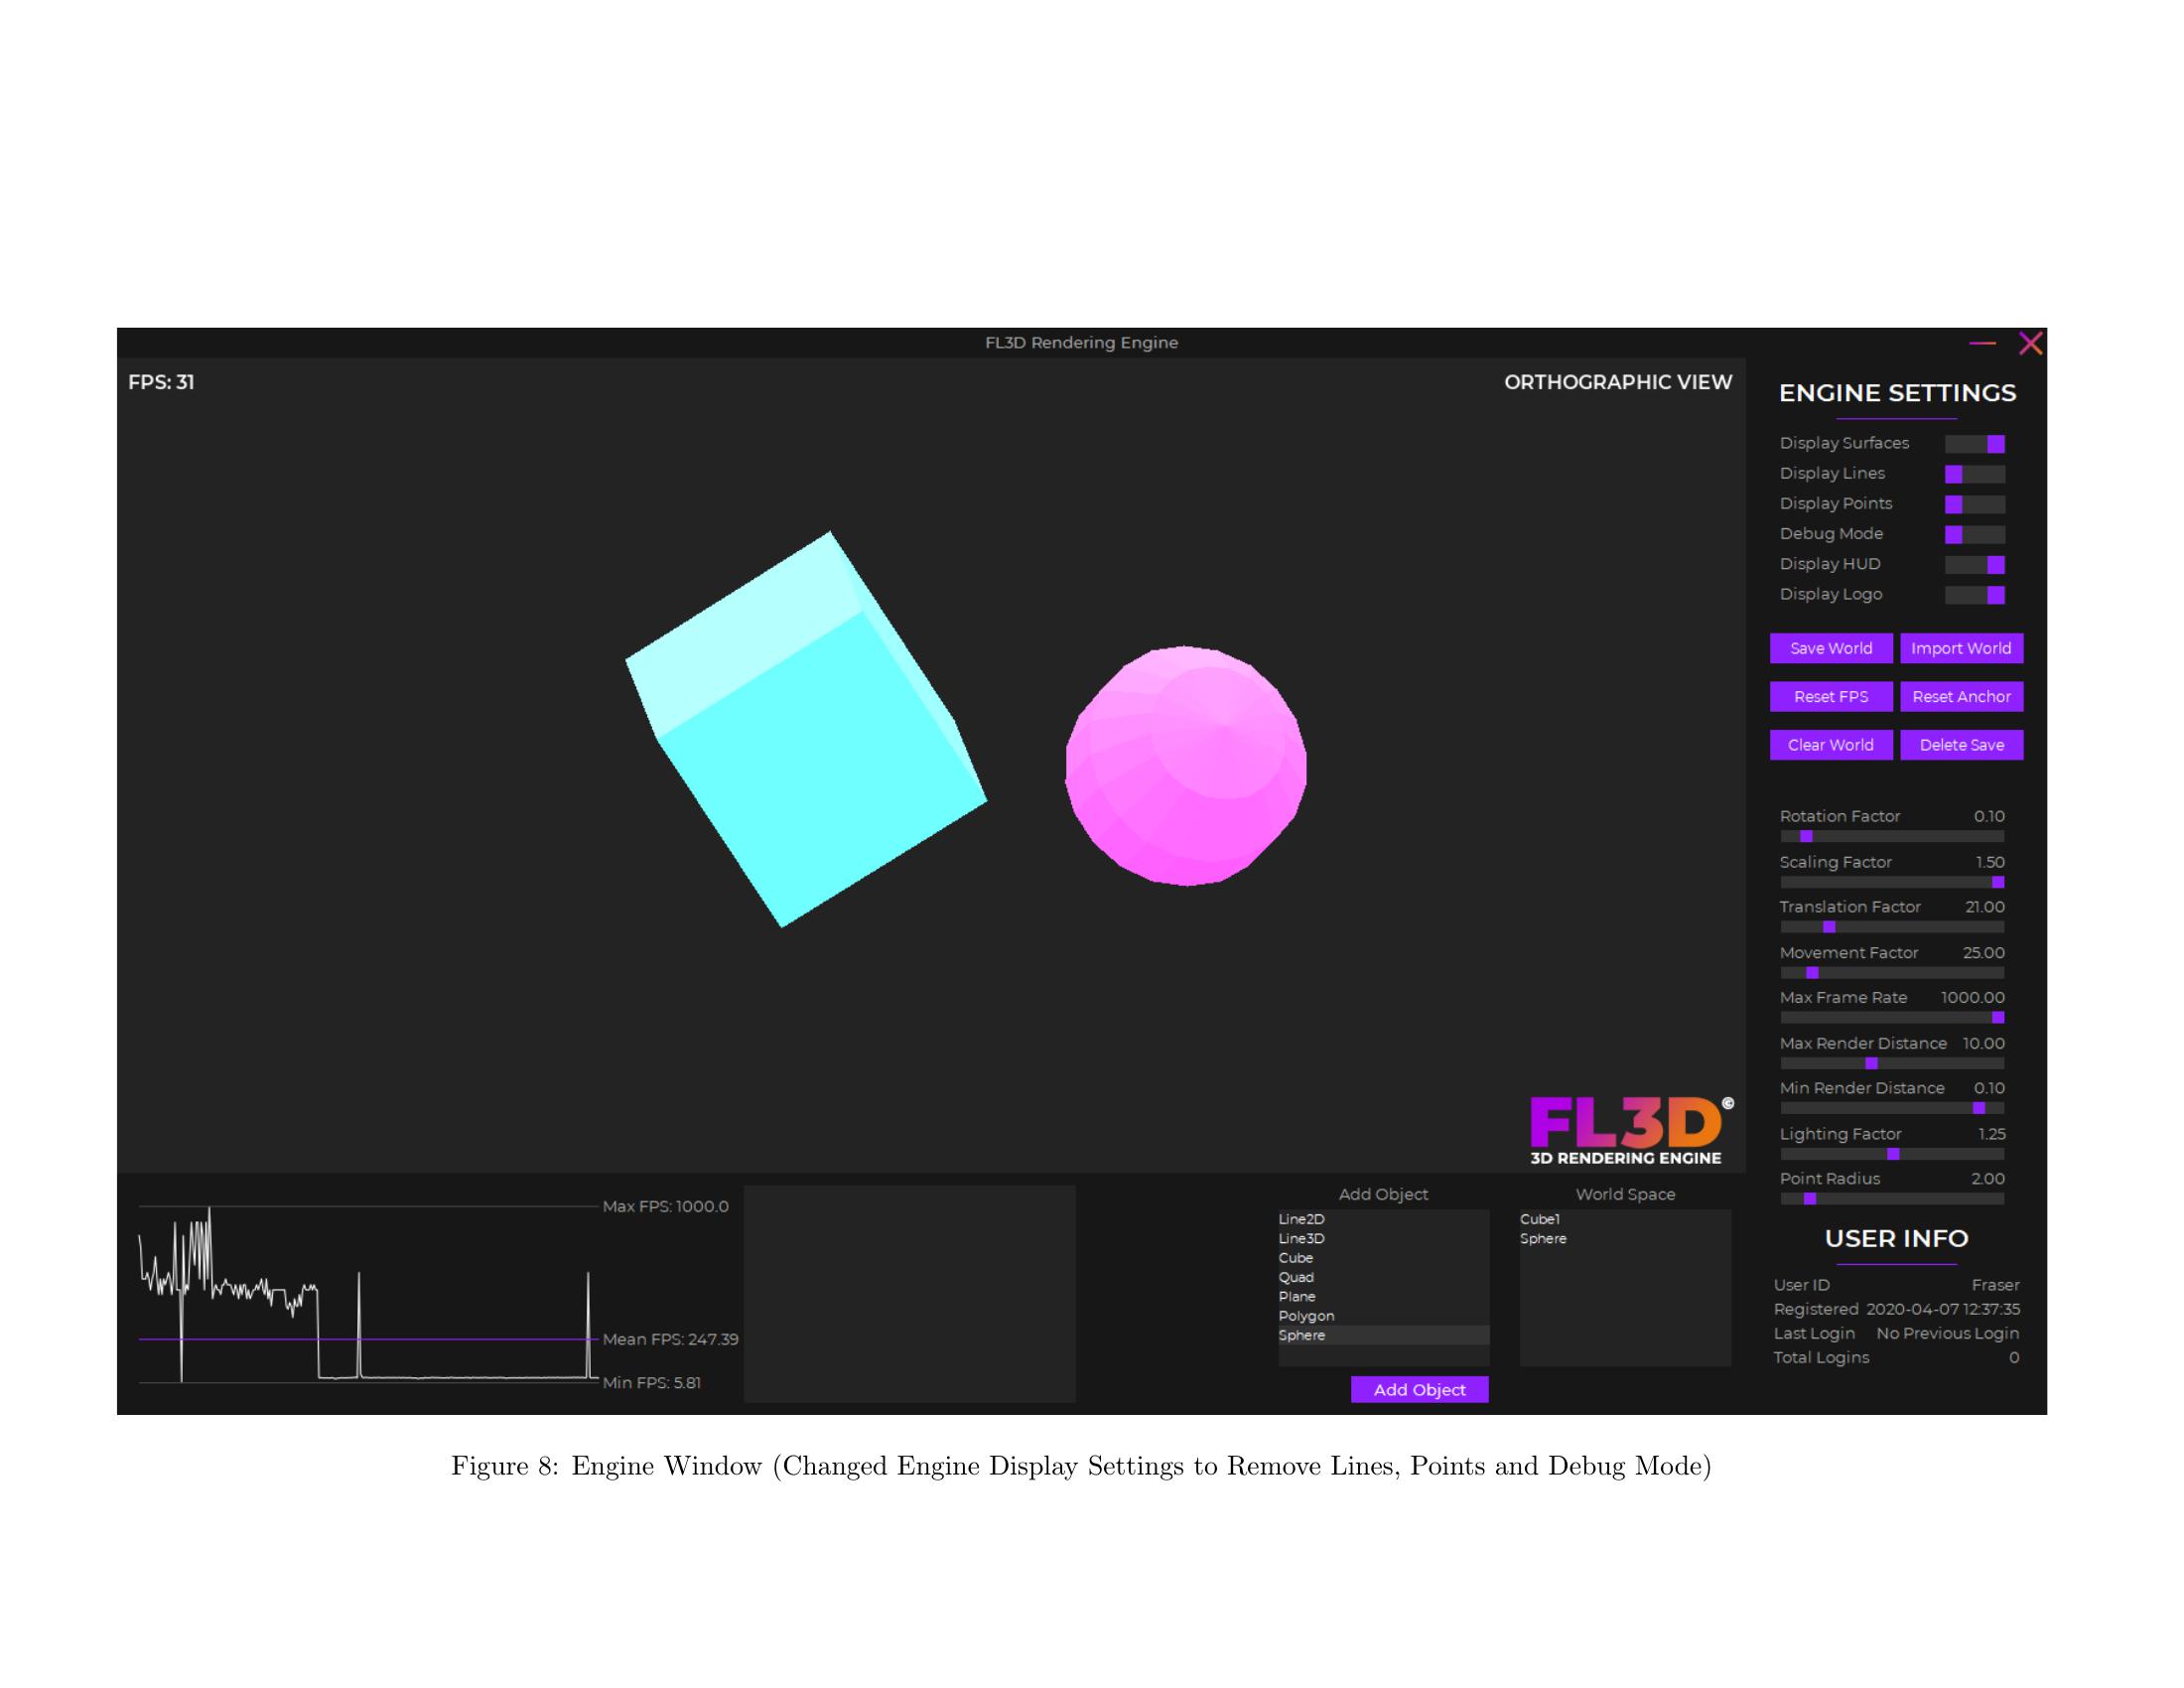 FL3D Rendering Engine
FPS: 31
ORTHOGRAPHIC VIEW
FL3D©
3D RENDERING ENGINE
ENGINE SETTINGS
Display Surfaces
Display Lines
Display Points
Debug Mode
Display HUD
Display Logo
Save World Import World
Reset FPS Reset Anchor
Clear World Delete Save
Rotation Factor 0.10
Scaling Factor 1.50
Translation Factor 21.00
Movement Factor 25.00
Max Frame Rate 1000.00
Max Render Distance 10.00
Min Render Distance 0.10
Lighting Factor 1.25
Point Radius 2.00
USER INFO
User ID Fraser
Registered 2020-04-07 12:37:35
Last Login No Previous Login
Total Logins 0
Max FPS: 1000.0
Mean FPS: 247.39
Min FPS: 5.81
Add Object
Line2D
Line3D
Cube
Quad
Plane
Polygon
Sphere
Add Object
World Space
Cube1
Sphere
Figure 8: Engine Window (Changed Engine Display Settings to Remove Lines, Points and Debug Mode)